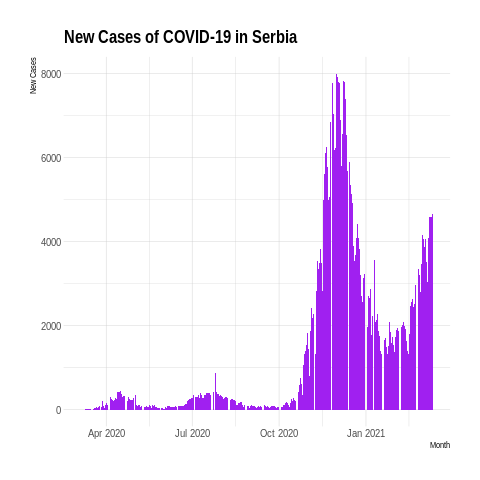 New Cases of COVID-19 in Serbia
New Cases
8000
6000
4000
2000
0
Apr 2020 Jul 2020 Oct 2020 Jan 2021
Month